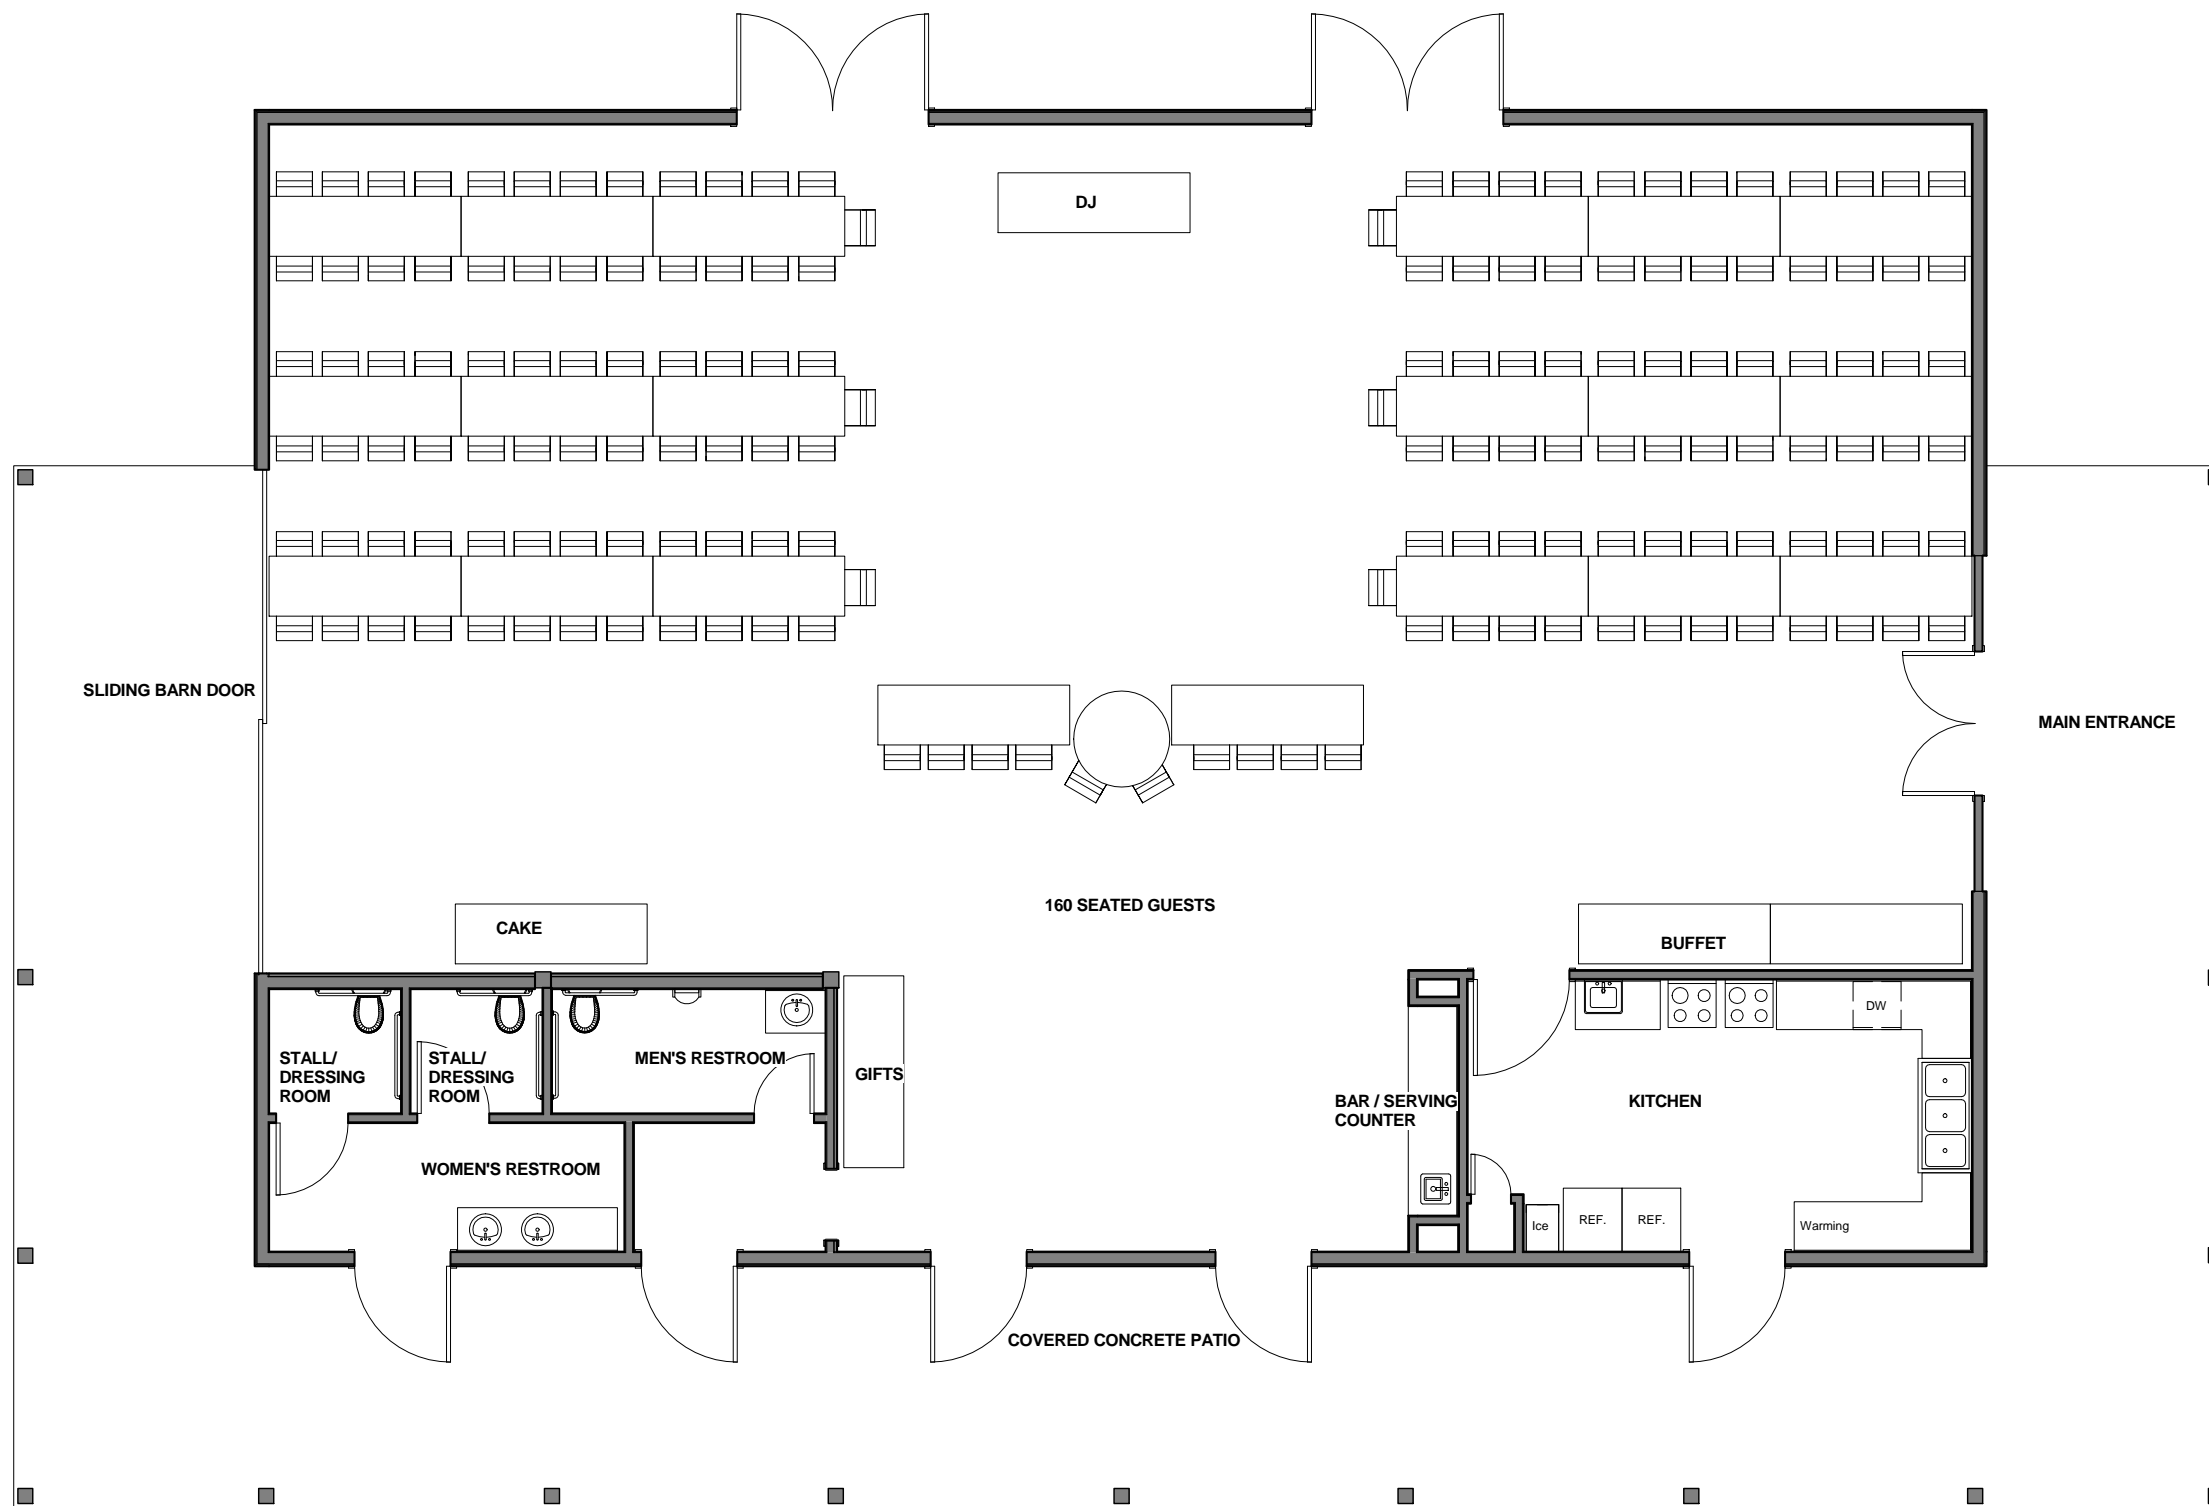 DJ
SLIDING BARN DOOR
MAIN ENTRANCE
160 SEATED GUESTS
CAKE
BUFFET
DW
STALL/
DRESSING
ROOM
STALL/
DRESSING
ROOM
MEN'S RESTROOM
GIFTS
BAR / SERVING
COUNTER
KITCHEN
WOMEN'S RESTROOM
Ice
REF.
REF.
Warming
COVERED CONCRETE PATIO